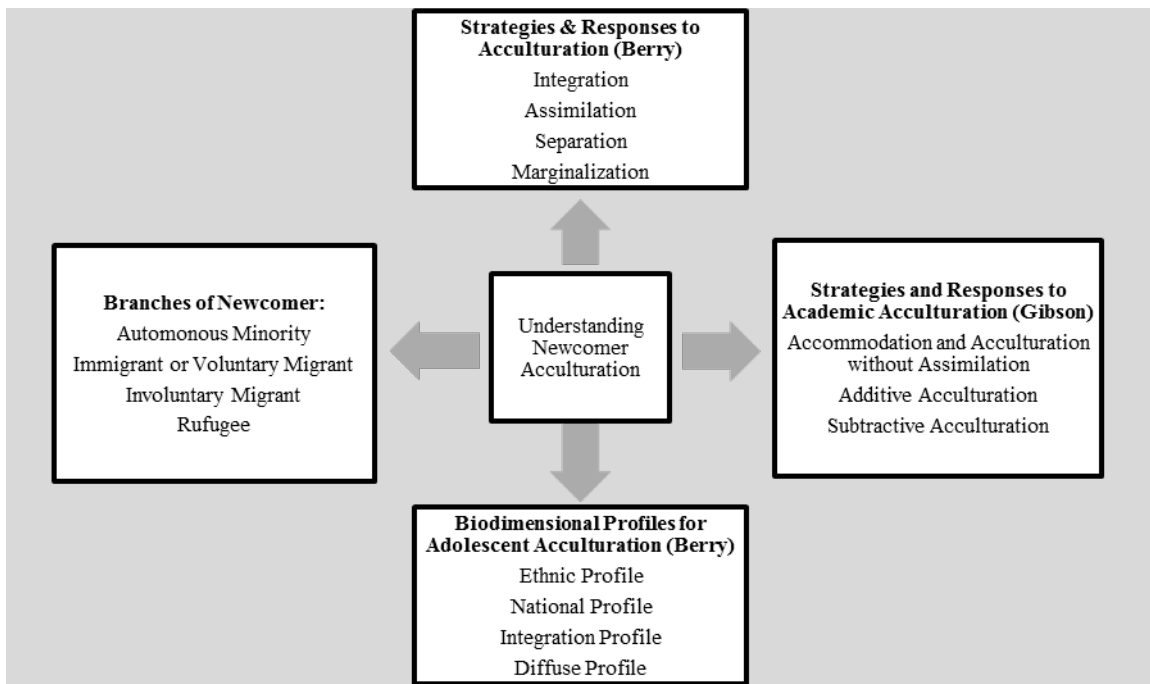 Strategies & Responses to
Acculturation (Berry)
Integration
Assimilation
Separation
Marginalization
Branches of Newcomer:
Automonous Minority
Immigrant or Voluntary Migrant
Involuntary Migrant
Rufugee
Understanding
Newcomer
Acculturation
Strategies and Responses to
Academic Acculturation (Gibson)
Accommodation and Acculturation
without Assimilation
Additive Acculturation
Subtractive Acculturation
Biodimensional Profiles for
Adolescent Acculturation (Berry)
Ethnic Profile
National Profile
Integration Profile
Diffuse Profile